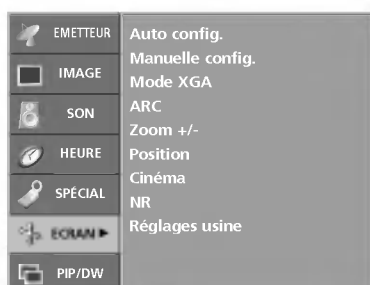 EMETTEUR
IMAGE
SON
HEURE
SPÉCIAL
ECRAN
PIP/DW
Auto config.
Manuelle config.
Mode XGA
ARC
Zoom +/-
Position
Cinéma
NR
Réglages usine